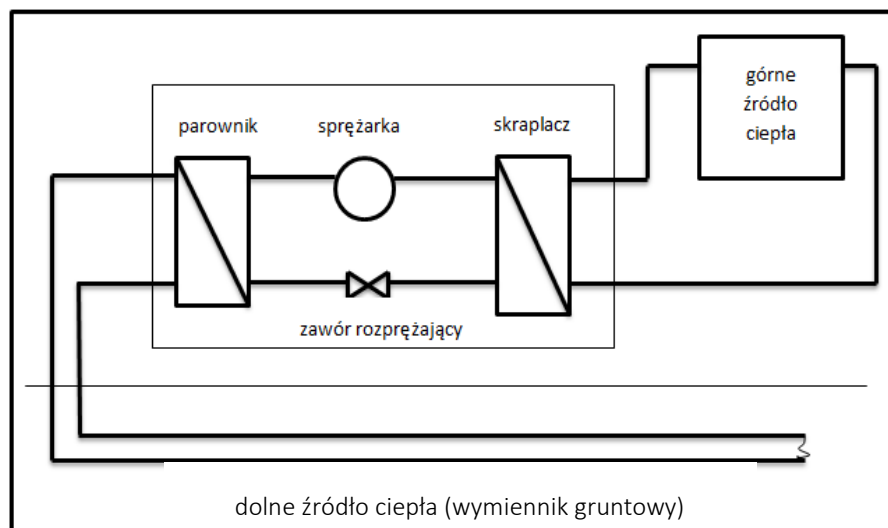 parownik
sprężarka
skraplacz
górne
źródło
ciepła
zawór rozprężający
dolne źródło ciepła (wymiennik gruntowy)